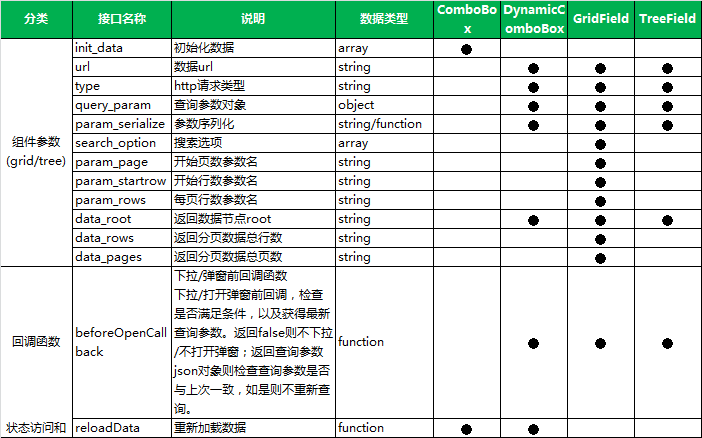 分类 接口名称 说明 数据类型 ComboBox DynamicComboBox GridField TreeField
组件参数(grid/tree)
init_data 初始化数据 array ●
url 数据url string ● ● ●
type http请求类型 string ● ● ●
query_param 查询参数对象 object ● ● ●
param_serialize 参数序列化 string/function ● ● ●
search_option 搜索选项 array ●
param_page 开始页数参数名 string ●
param_startrow 开始行数参数名 string ●
param_rows 每页行数参数名 string ●
data_root 返回数据节点root string ● ● ●
data_rows 返回分页数据总行数 string ●
data_pages 返回分页数据总页数 string ●
回调函数 beforeOpenCallback
下拉/弹窗前回调函数
下拉/打开弹窗前回调，检查
是否满足条件，以及获得最新
查询参数。返回false则不下拉
/不打开弹窗；返回查询参数
json对象则检查查询参数是否
与上次一致，如是则不重新查
询。
function ● ● ●
状态访问和 reloadData 重新加载数据 function ● ●